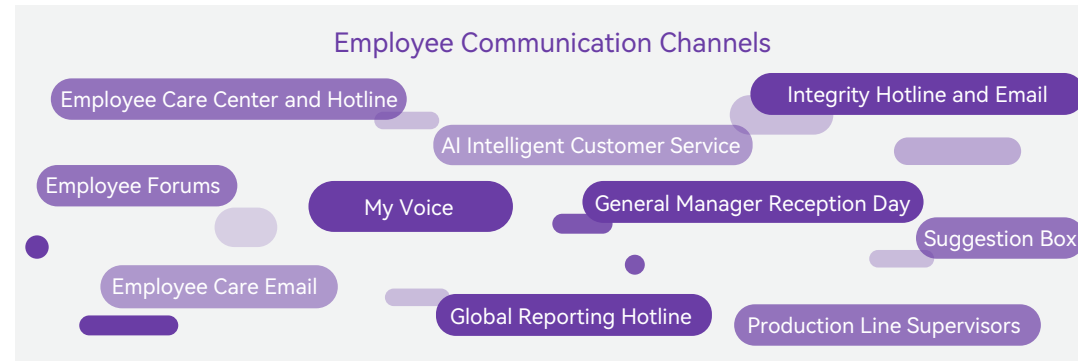 Employee Communication Channels
Employee Care Center and Hotline
Integrity Hotline and Email
AI Intelligent Customer Service
Employee Forums
My Voice
General Manager Reception Day
Suggestion Box
Employee Care Email
Global Reporting Hotline
Production Line Supervisors